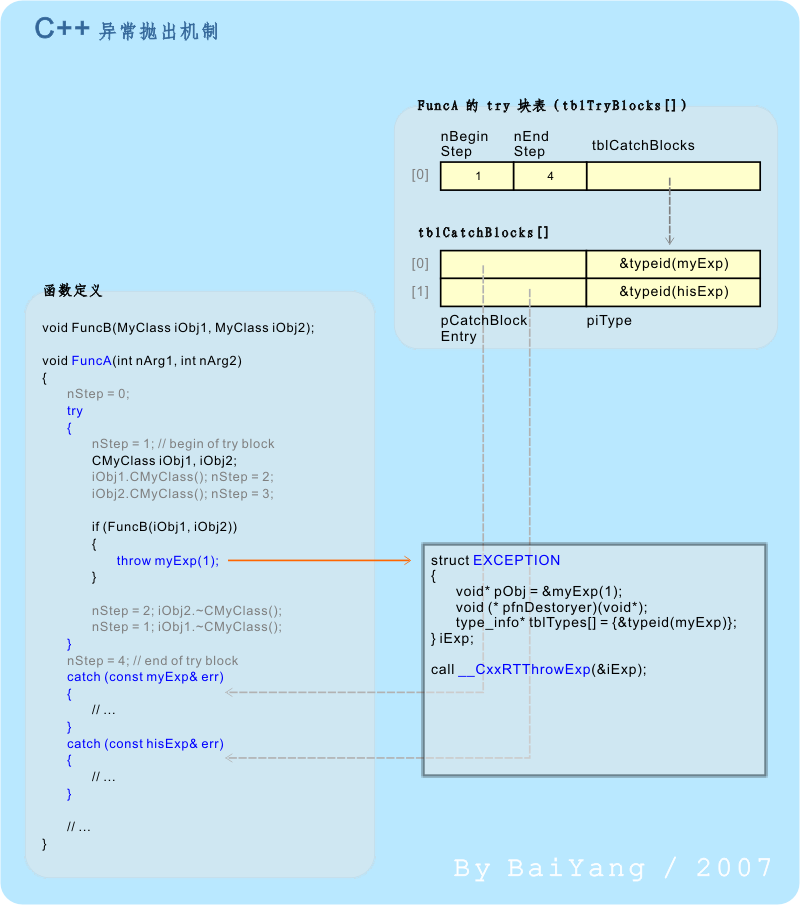 C++ 异常抛出机制
FuncA 的 try 块表 (tblTryBlocks[])
nBegin Step nEnd Step tblCatchBlocks
[0] 1 4
tblCatchBlocks[]
[0] &typeid(myExp)
[1] &typeid(hisExp)
pCatchBlock Entry piType
函数定义
void FuncB(MyClass iObj1, MyClass iObj2);
void FuncA(int nArg1, int nArg2)
{
nStep = 0;
try
{
nStep = 1; // begin of try block
CMyClass iObj1, iObj2;
iObj1.CMyClass(); nStep = 2;
iObj2.CMyClass(); nStep = 3;
if (FuncB(iObj1, iObj2))
{
throw myExp(1);
}
nStep = 2; iObj2.~CMyClass();
nStep = 1; iObj1.~CMyClass();
}
nStep = 4; // end of try block
catch (const myExp& err)
{
// ...
}
catch (const hisExp& err)
{
// ...
}
// ...
}
struct EXCEPTION
{
void* pObj = &myExp(1);
void (* pfnDestoryer)(void*);
type_info* tblTypes[] = {&typeid(myExp)};
} iExp;
call __CxxRTThrowExp(&iExp);
By BaiYang / 2007